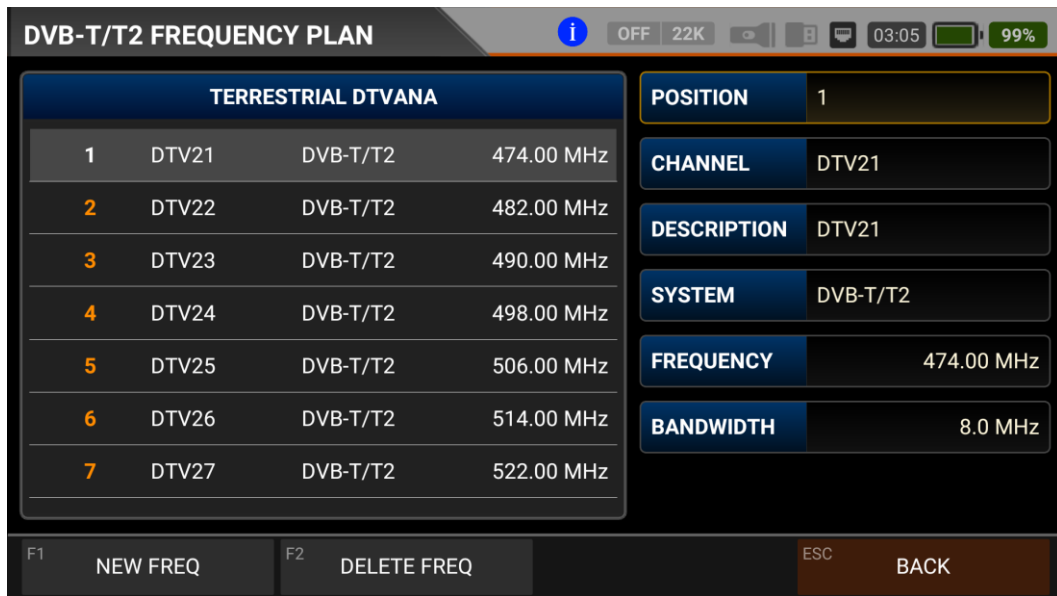 DVB-T/T2 FREQUENCY PLAN
i
OFF 22K
03:05
99%
TERRESTRIAL DTVANA
1 DTV21 DVB-T/T2 474.00 MHz
2 DTV22 DVB-T/T2 482.00 MHz
3 DTV23 DVB-T/T2 490.00 MHz
4 DTV24 DVB-T/T2 498.00 MHz
5 DTV25 DVB-T/T2 506.00 MHz
6 DTV26 DVB-T/T2 514.00 MHz
7 DTV27 DVB-T/T2 522.00 MHz
POSITION 1
CHANNEL DTV21
DESCRIPTION DTV21
SYSTEM DVB-T/T2
FREQUENCY 474.00 MHz
BANDWIDTH 8.0 MHz
F1 NEW FREQ
F2 DELETE FREQ
ESC BACK